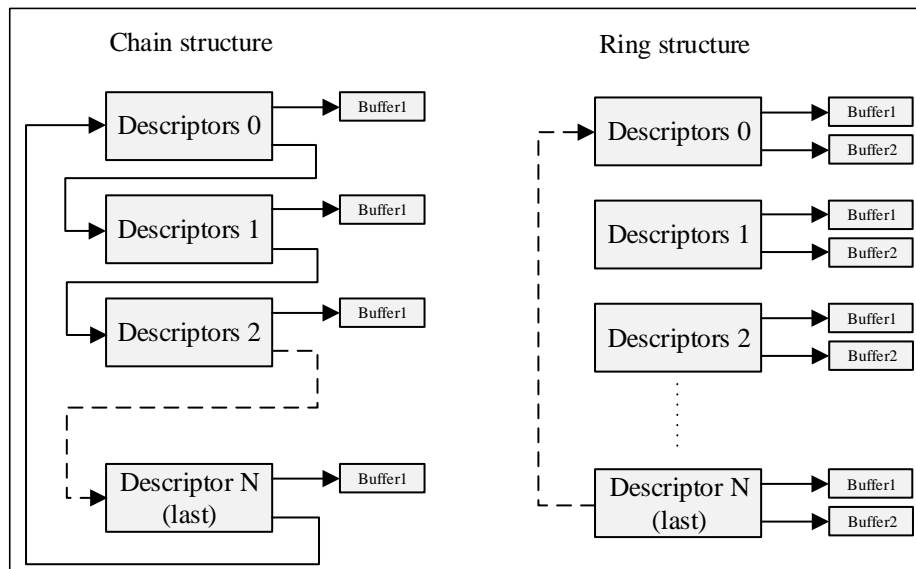 Chain structure
Descriptors 0
Buffer1
Descriptors 1
Buffer1
Descriptors 2
Buffer1
Descriptor N
(last)
Buffer1
Ring structure
Descriptors 0
Buffer1
Buffer2
Descriptors 1
Buffer1
Buffer2
Descriptors 2
Buffer1
Buffer2
Descriptor N
(last)
Buffer1
Buffer2